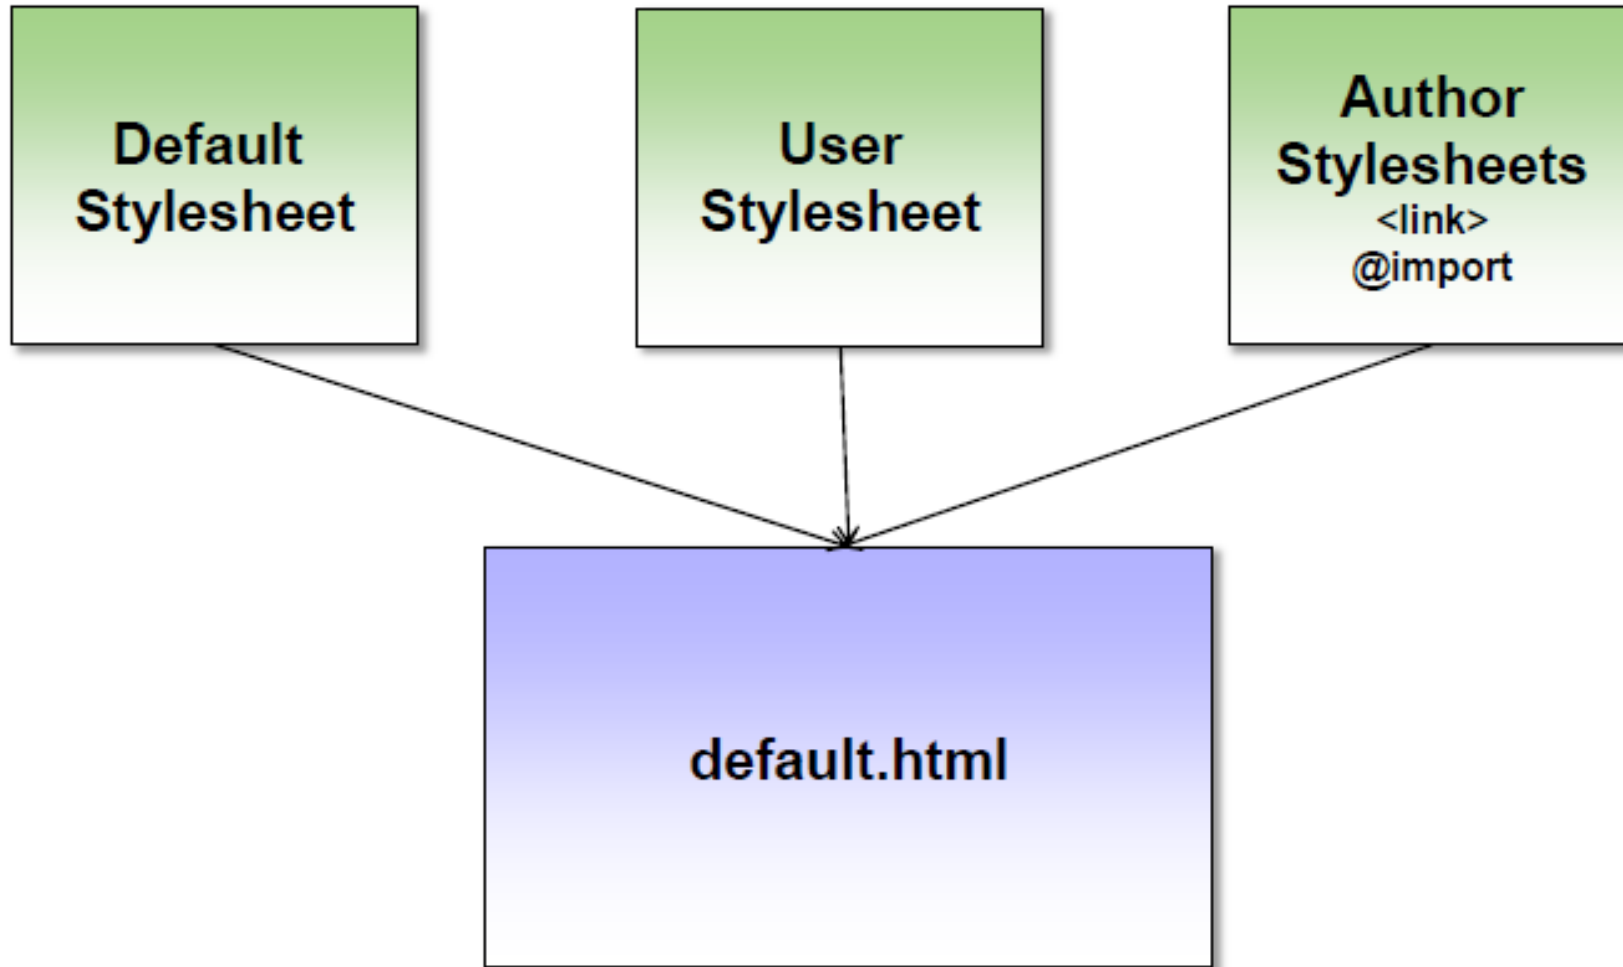 Default
Stylesheet
User
Stylesheet
Author
Stylesheets
<link>
@import
default.html